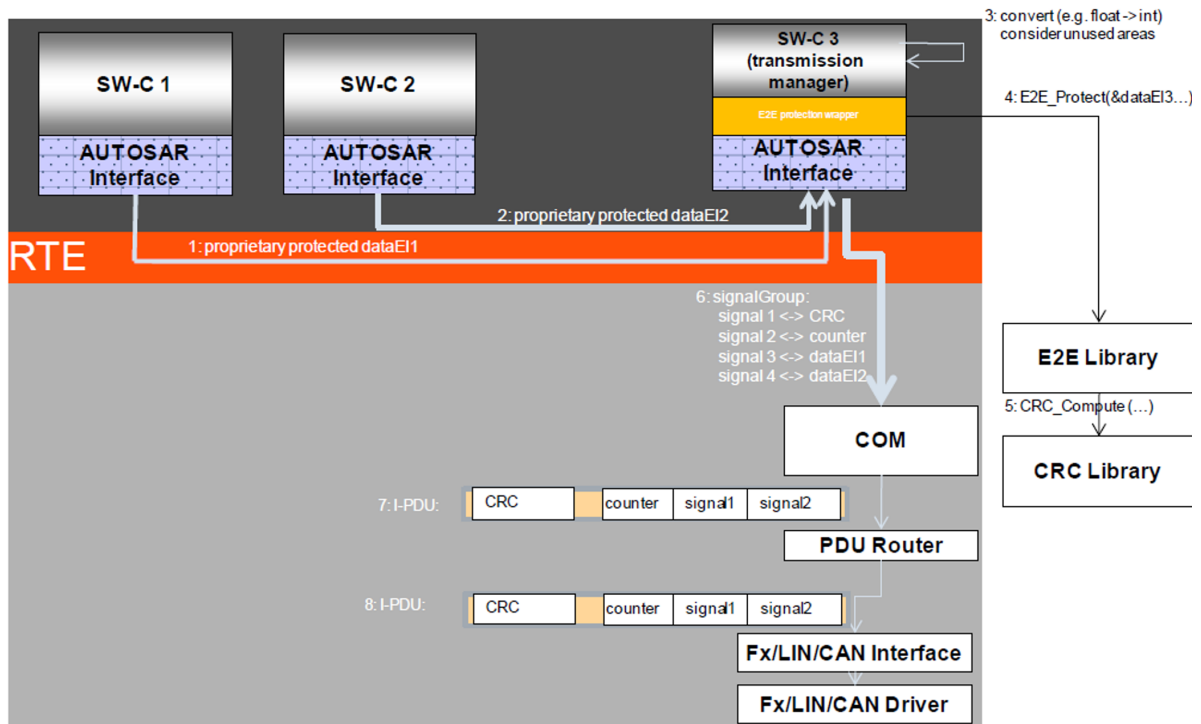 3: convert (e.g. float -> int)
consider unused areas
SW-C 1
SW-C 2
SW-C 3
(transmission
manager)
4: E2E_Protect(&dataEl3...)
E2E protection wrapper
AUTOSAR
Interface
AUTOSAR
Interface
AUTOSAR
Interface
2: proprietary protected dataEl2
1: proprietary protected dataEl1
RTE
6: signalGroup:
signal 1 <-> CRC
signal 2 <-> counter
signal 3 <-> dataEl1
signal 4 <-> dataEl2
E2E Library
5: CRC_Compute (...)
COM
CRC Library
7: I-PDU:
CRC
counter
signal1
signal2
PDU Router
8: I-PDU:
CRC
counter
signal1
signal2
Fx/LIN/CAN Interface
Fx/LIN/CAN Driver